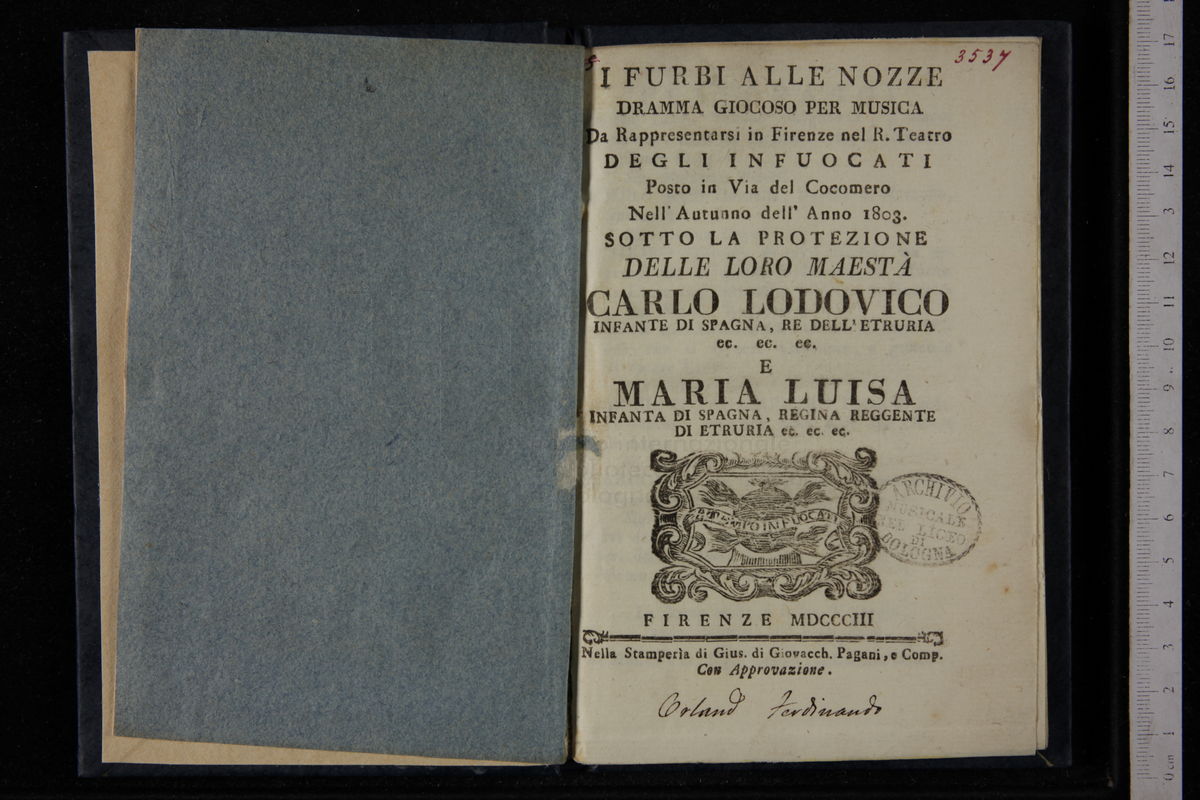 3537
I FURBI ALLE NOZZE
DRAMMA GIOCOSO PER MUSICA
Da Rappresentarsi in Firenze nel R. Teatro
DEGLI INFUOCATI
Posto in Via del Cocomero
Nell' Autunno dell' Anno 1803.
SOTTO LA PROTEZIONE
DELLE LORO MAESTÀ
CARLO LODOVICO
INFANTE DI SPAGNA, RE DELL'ETRURIA
ec. ec. ec.
E
MARIA LUISA
INFANTA DI SPAGNA, REGINA REGGENTE
DI ETRURIA ec. ec. ec.
INFUOCATI
ARCHIVIO
MUSICALE
DEL LICEO
DI
BOLOGNA
FIRENZE MDCCCIII
Nella Stamperìa di Gius. di Giovacch. Pagani, e Comp.
Con Approvazione.
Orland Ferdinando